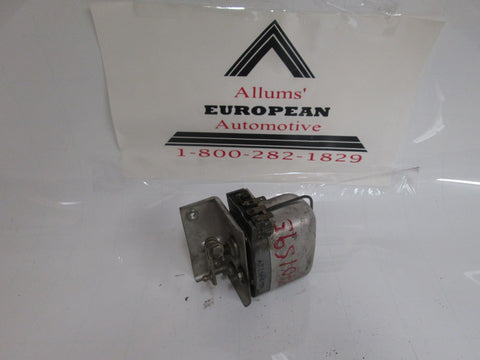 Allums'
EUROPEAN
Automotive
1-800-282-1829